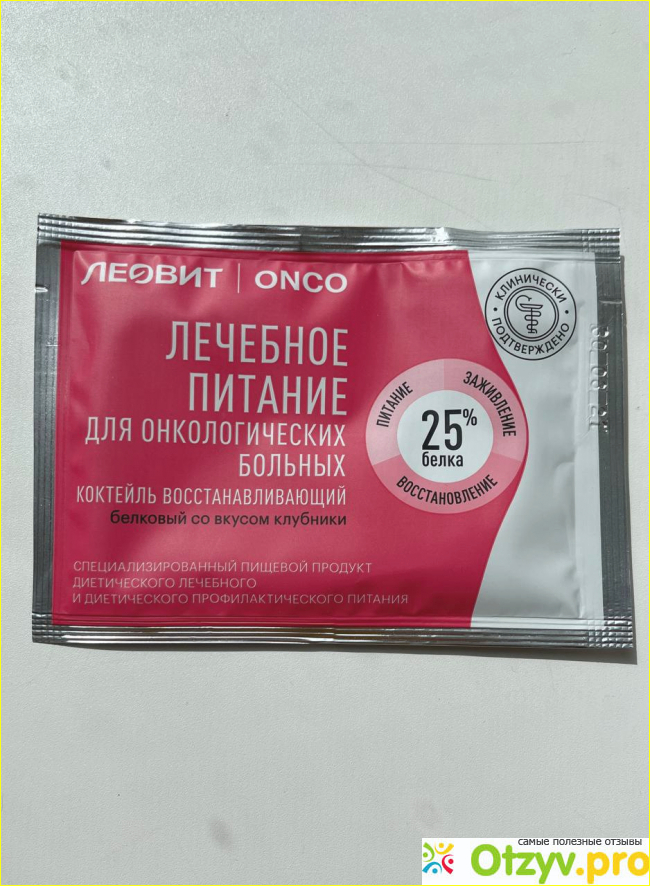 ЛЕОВИТ | ONCO
ЛЕЧЕБНОЕ
ПИТАНИЕ
ДЛЯ ОНКОЛОГИЧЕСКИХ
БОЛЬНЫХ
КОКТЕЙЛЬ ВОССТАНАВЛИВАЮЩИЙ
белковый со вкусом клубники
СПЕЦИАЛИЗИРОВАННЫЙ ПИЩЕВОЙ ПРОДУКТ
ДИЕТИЧЕСКОГО ЛЕЧЕБНОГО
И ДИЕТИЧЕСКОГО ПРОФИЛАКТИЧЕСКОГО ПИТАНИЯ
КЛИНИЧЕСКИ
ПОДТВЕРЖДЕНО
ПИТАНИЕ
ЗАЖИВЛЕНИЕ
ВОССТАНОВЛЕНИЕ
25%
белка
самые полезные отзывы
Otzyv.pro